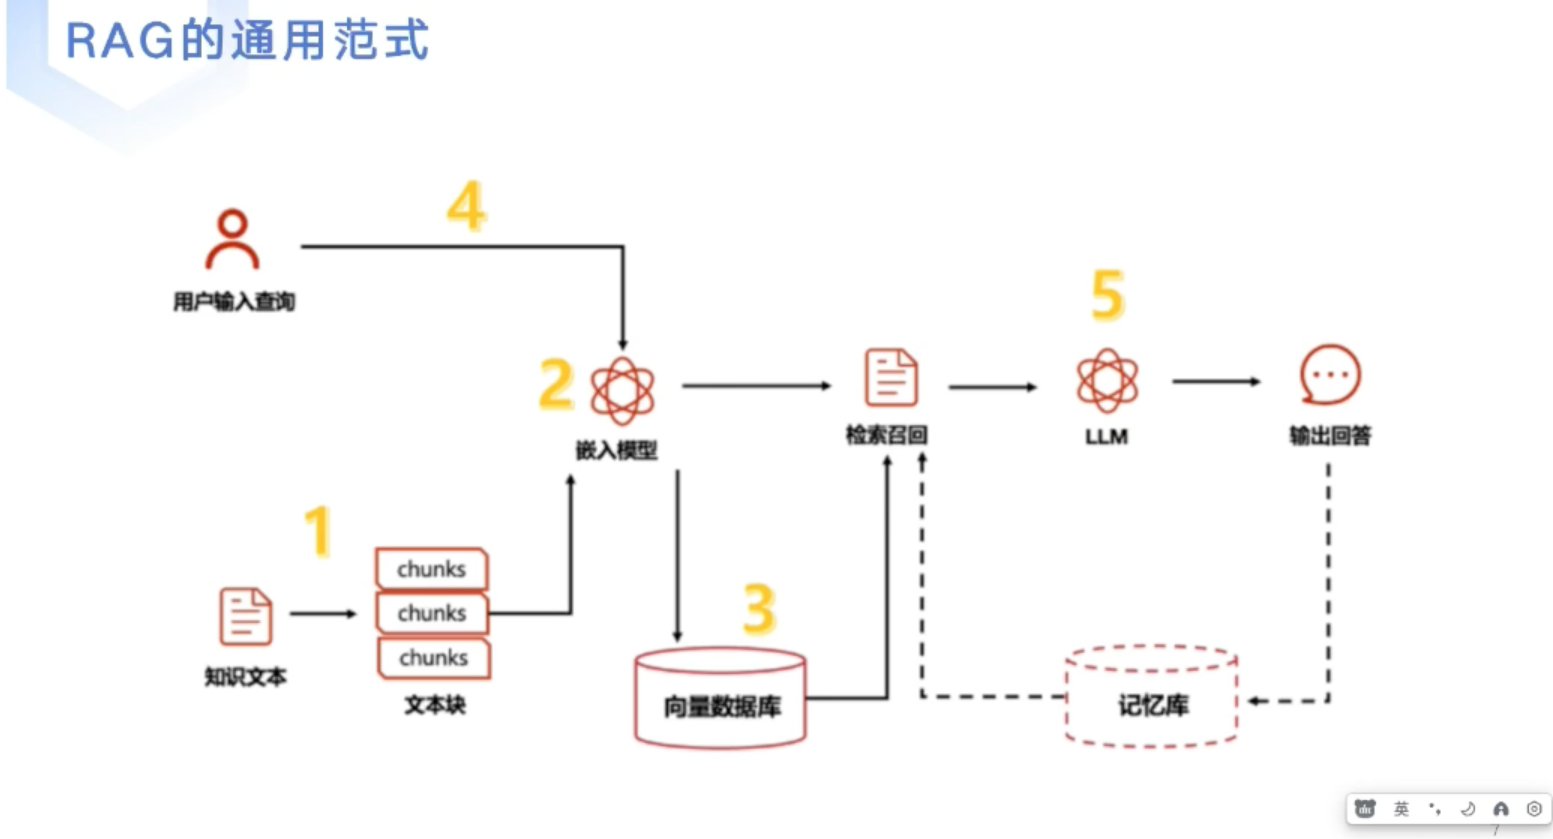 RAG的通用范式
4
用户输入查询
5
2
嵌入模型
检索召回
LLM
输出回答
1
chunks
chunks
chunks
知识文本
文本块
3
向量数据库
记忆库
英